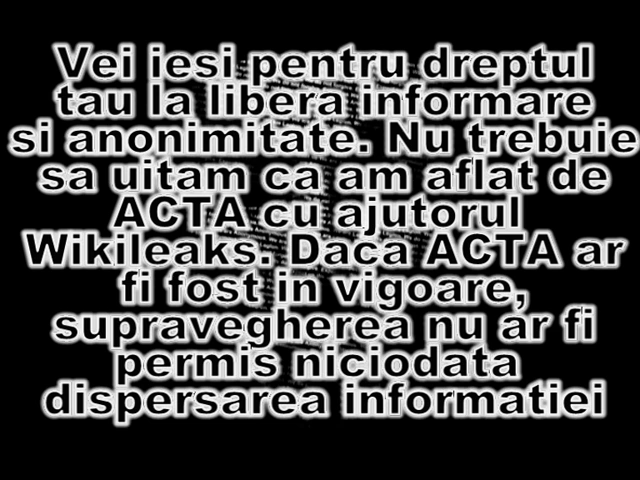 Vei iesi pentru dreptul
tau la libera informare
si anonimitate. Nu trebuie
sa uitam ca am aflat de
ACTA cu ajutorul
Wikileaks. Daca ACTA ar
fi fost in vigoare,
supravegherea nu ar fi
permis niciodata
dispersarea informatiei